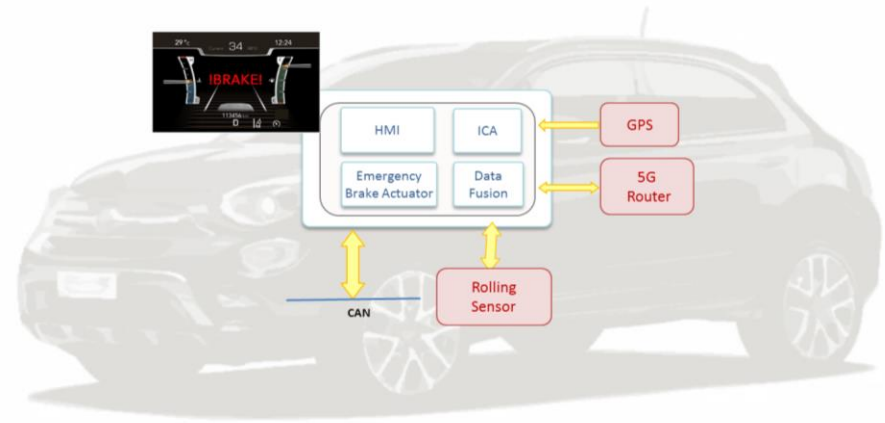 29°c
34
12:24
!BRAKE!
HMI
ICA
GPS
Emergency
Brake Actuator
Data
Fusion
5G
Router
Rolling
Sensor
CAN